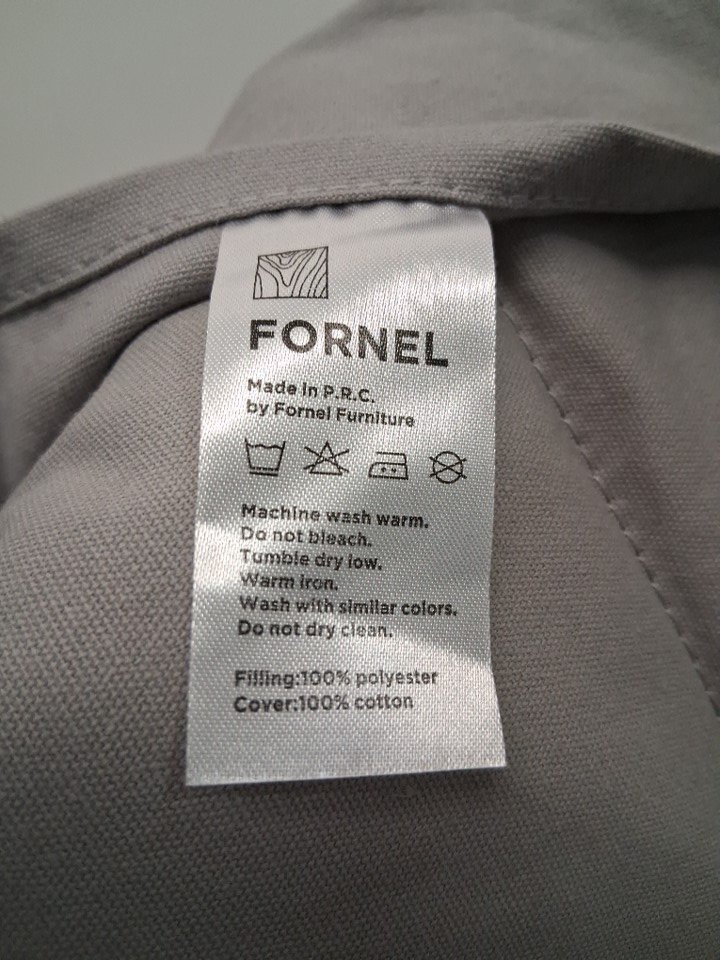 FORNEL
Made in P.R.C.
by Fornel Furniture
Machine wash warm.
Do not bleach.
Tumble dry low.
Warm iron.
Wash with similar colors.
Do not dry clean.
Filling:100% polyester
Cover:100% cotton